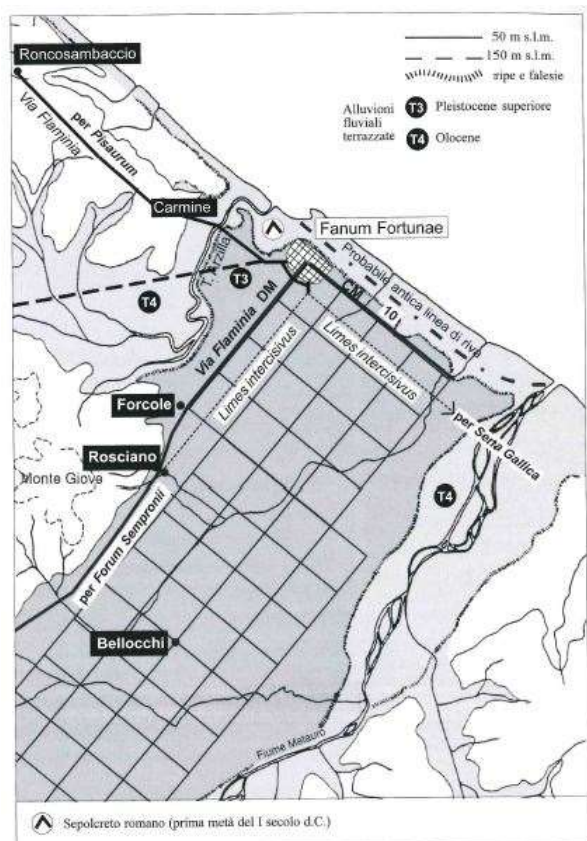 Roncosambaccio
50 m s.l.m.
150 m s.l.m.
ripe e falesie
Alluvioni
fluviali
terrazzate
T3 Pleistocene superiore
T4 Olocene
Via Flaminia
per Pisaurum
Carmine
Fanum Fortunae
T. Arzilla
T3
T4
Probabile antica linea di riva
CM
10
Via Flaminia DM
Limes intercisivus
Limes intercisivus
per Sena Gallica
Forcole
Rosciano
Monte Giove
T4
per Forum Sempronii
Bellocchi
Fiume Metauro
Sepolcreto romano (prima metà del I secolo d.C.)